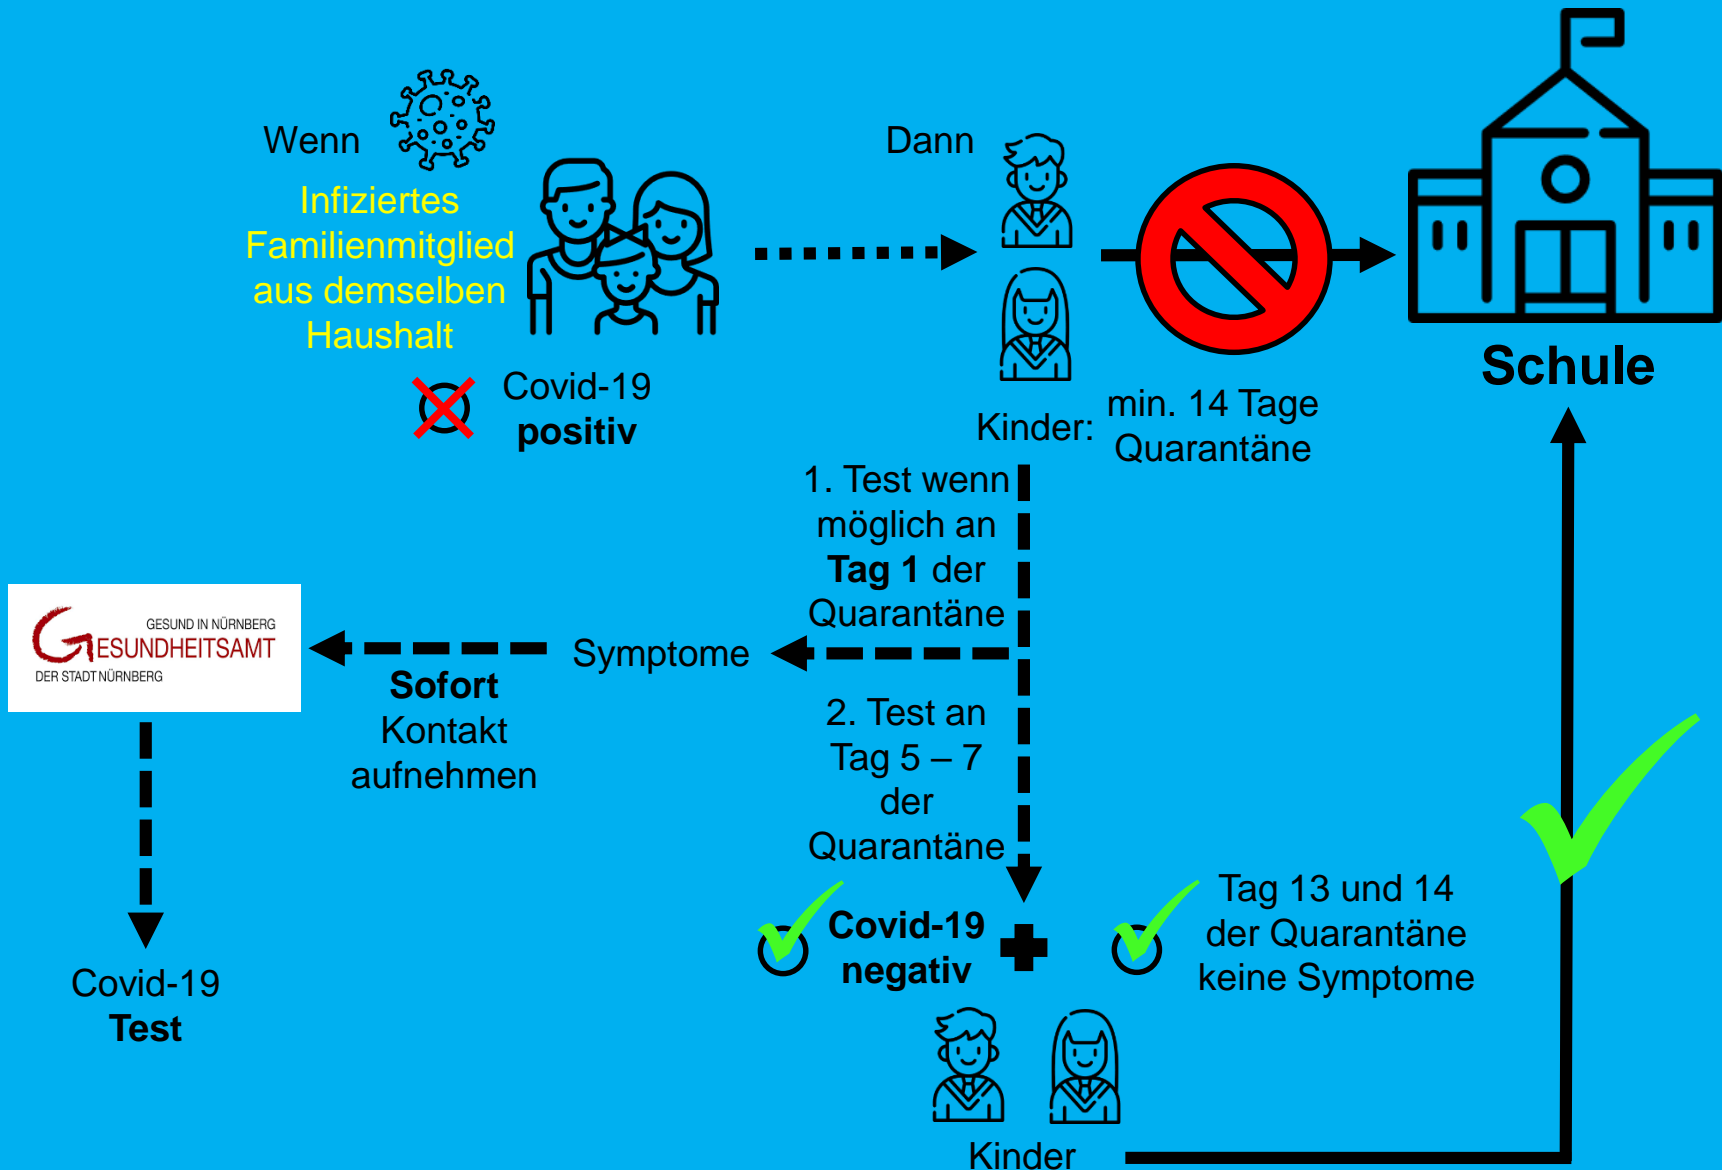 Wenn
Infiziertes
Familienmitglied
aus demselben
Haushalt
Covid-19
positiv
Dann
Kinder:
min. 14 Tage
Quarantäne
Schule
1. Test wenn
möglich an
Tag 1 der
Quarantäne
Symptome
Sofort
Kontakt
aufnehmen
GESUND IN NÜRNBERG
GESUNDHEITSAMT
DER STADT NÜRNBERG
Covid-19
Test
2. Test an
Tag 5 – 7
der
Quarantäne
Covid-19
negativ
Tag 13 und 14
der Quarantäne
keine Symptome
Kinder